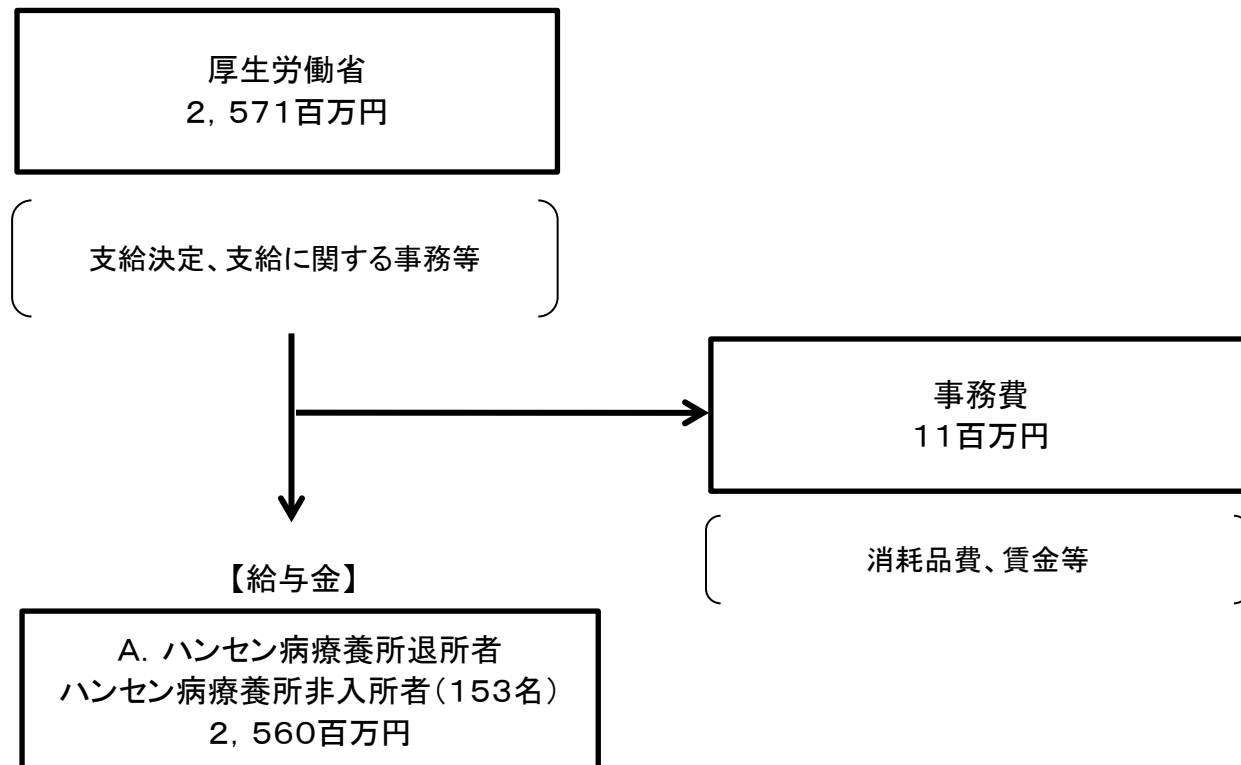 厚生労働省
2，571百万円
支給決定、支給に関する事務等
事務費
11百万円
消耗品費、賃金等
【給与金】
A．ハンセン病療養所退所者
ハンセン病療養所非入所者（153名）
2，560百万円